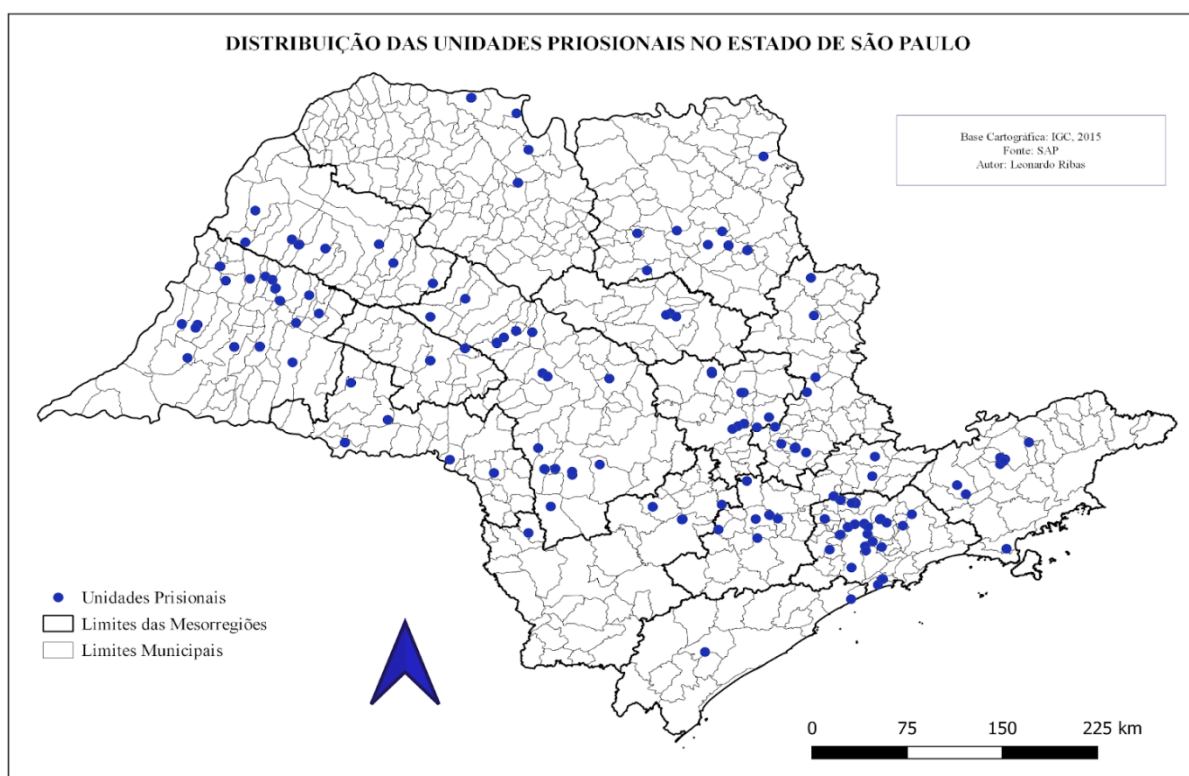 DISTRIBUIÇÃO DAS UNIDADES PRIOSIONAIS NO ESTADO DE SÃO PAULO
Base Cartográfica: IGC, 2015
Fonte: SAP
Autor: Leonardo Ribas
Unidades Prisionais
Limites das Mesorregiões
Limites Municipais
0 75 150 225 km